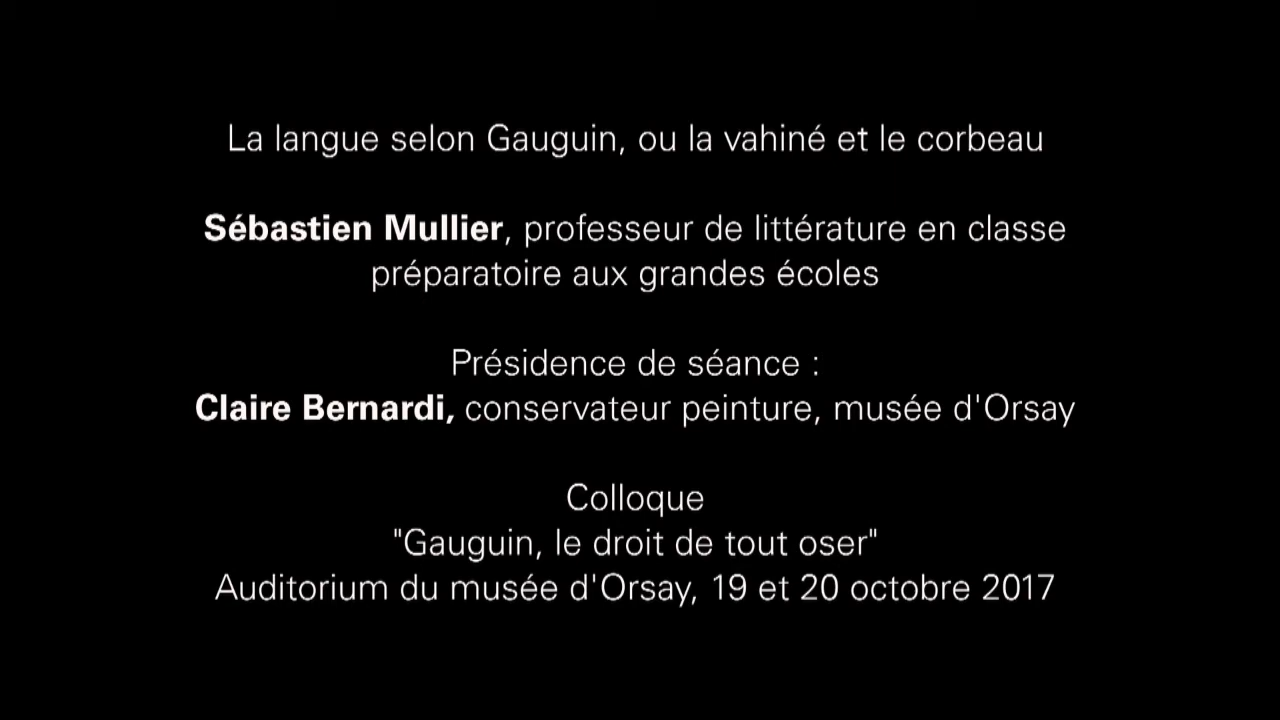 La langue selon Gauguin, ou la vahiné et le corbeau
Sébastien Mullier, professeur de littérature en classe
préparatoire aux grandes écoles
Présidence de séance :
Claire Bernardi, conservateur peinture, musée d'Orsay
Colloque
"Gauguin, le droit de tout oser"
Auditorium du musée d'Orsay, 19 et 20 octobre 2017